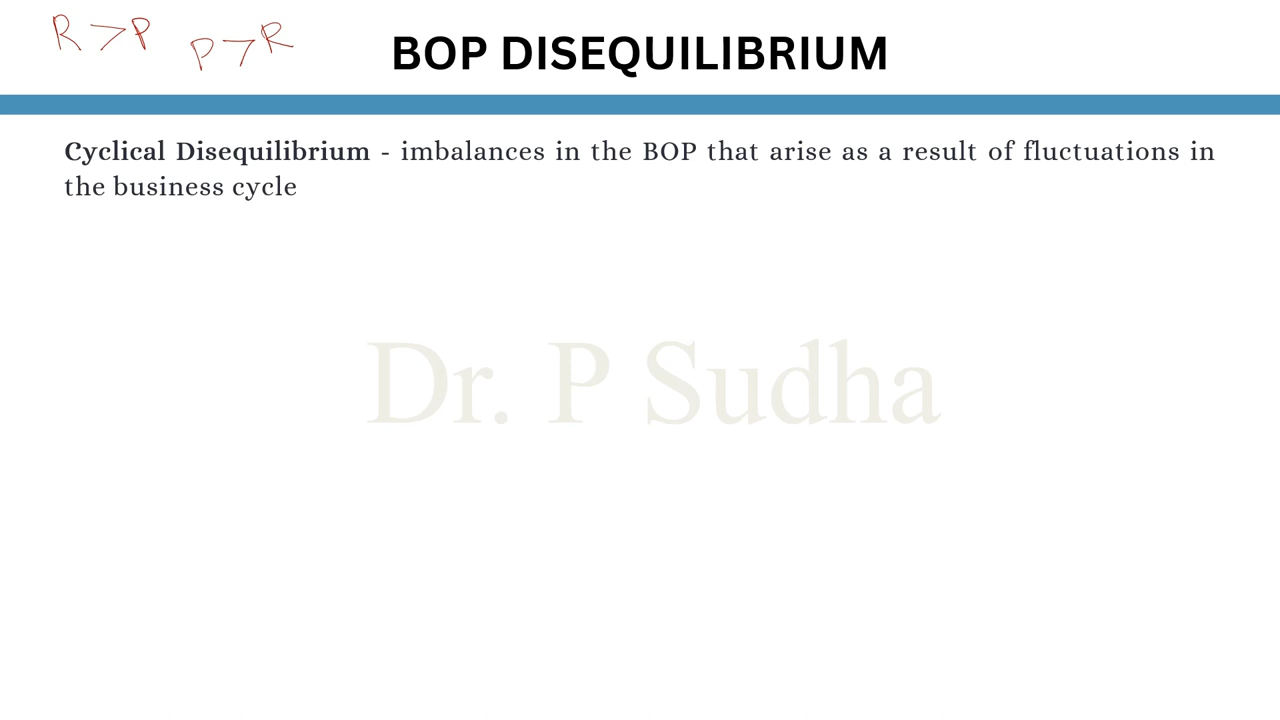 R > P P > R
BOP DISEQUILIBRIUM
Cyclical Disequilibrium - imbalances in the BOP that arise as a result of fluctuations in
the business cycle
Dr. P Sudha